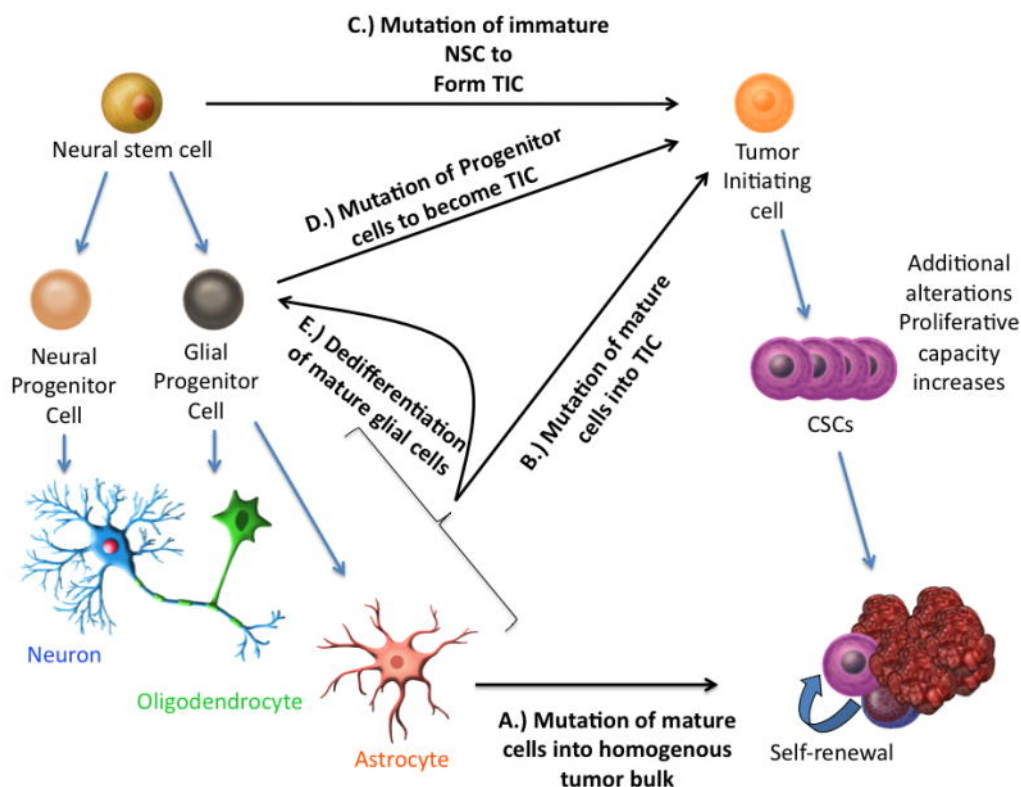 C.) Mutation of immature
NSC to
Form TIC
Neural stem cell
Tumor
Initiating
cell
D.) Mutation of Progenitor
cells to become TIC
Neural
Progenitor
Cell
Glial
Progenitor
Cell
E.) Dedifferentiation
of mature glial cells
B.) Mutation of mature
cells into TIC
Additional
alterations
Proliferative
capacity
increases
CSCs
Neuron
Oligodendrocyte
Astrocyte
A.) Mutation of mature
cells into homogenous
tumor bulk
Self-renewal